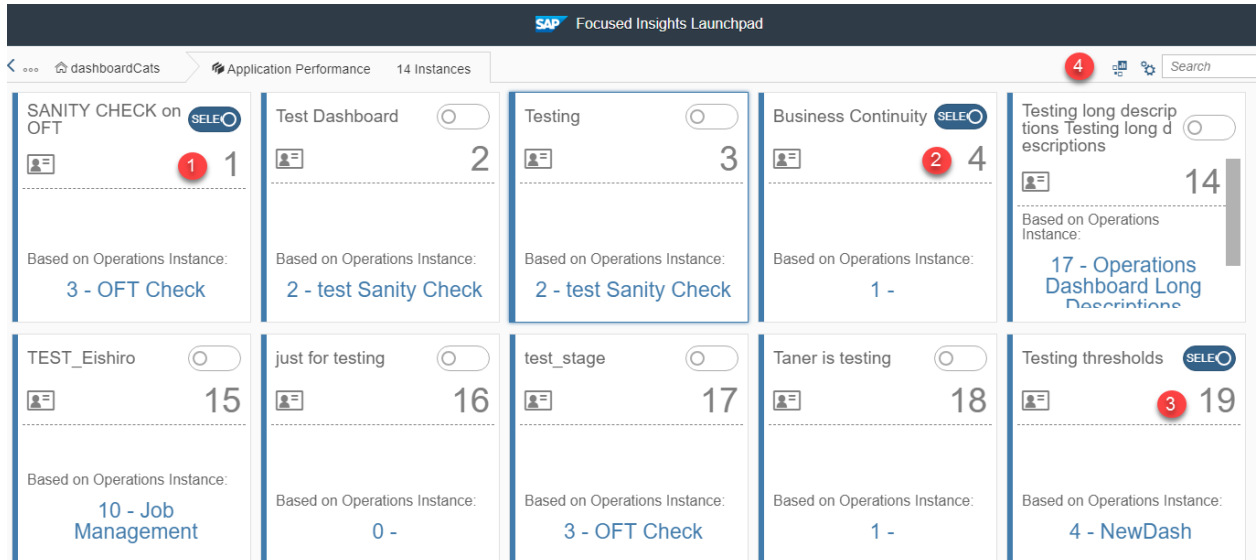 SAP Focused Insights Launchpad
dashboardCats Application Performance 14 Instances 4 Search
SANITY CHECK on
OFT
SELE
1 1
Based on Operations Instance:
3 - OFT Check
Test Dashboard
2
Based on Operations Instance:
2 - test Sanity Check
Testing
3
Based on Operations Instance:
2 - test Sanity Check
Business Continuity SELE
2 4
Based on Operations Instance:
1 -
Testing long descrip
tions Testing long d
escriptions
14
Based on Operations
Instance:
17 - Operations
Dashboard Long
Descriptions
TEST_Eishiro
15
Based on Operations Instance:
10 - Job
Management
just for testing
16
Based on Operations Instance:
0 -
test_stage
17
Based on Operations Instance:
3 - OFT Check
Taner is testing
18
Based on Operations Instance:
1 -
Testing thresholds SELE
3 19
Based on Operations Instance:
4 - NewDash